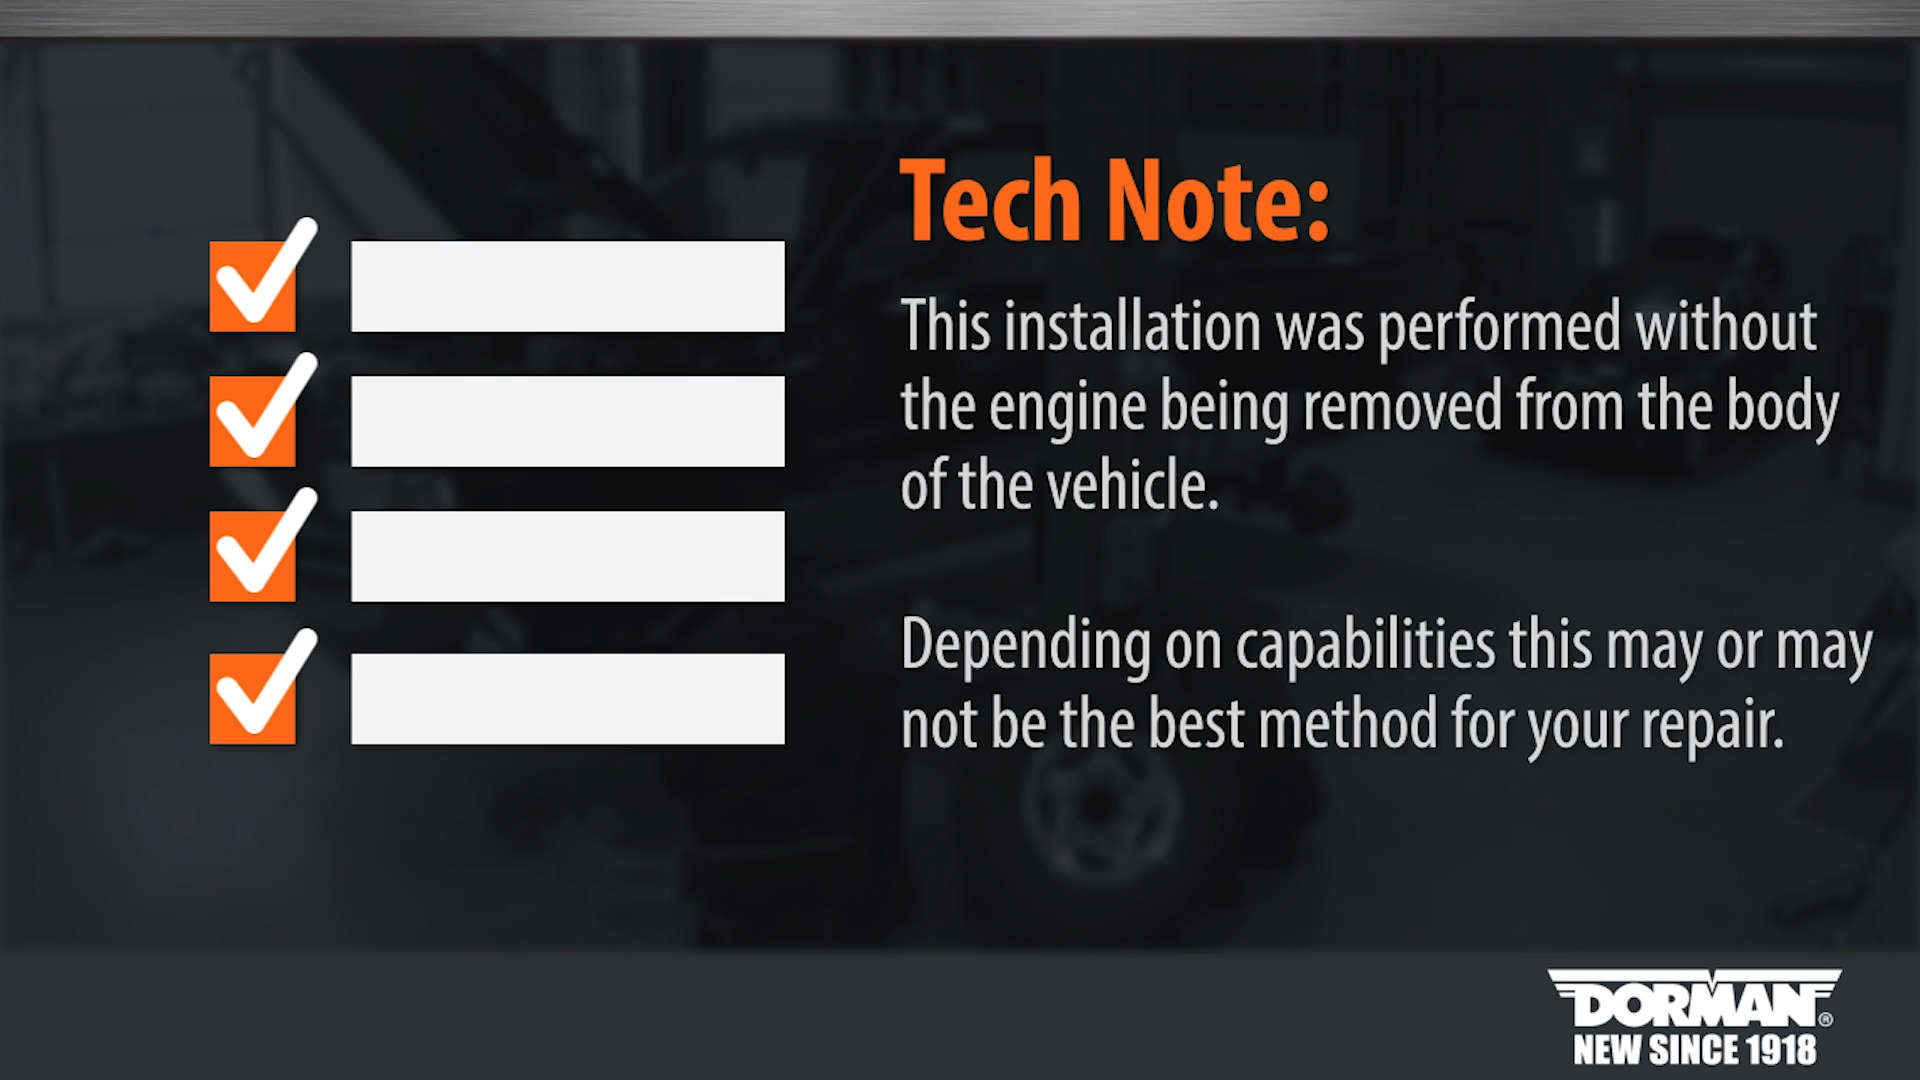 Tech Note:
This installation was performed without
the engine being removed from the body
of the vehicle.
Depending on capabilities this may or may
not be the best method for your repair.
DORMAN®
NEW SINCE 1918